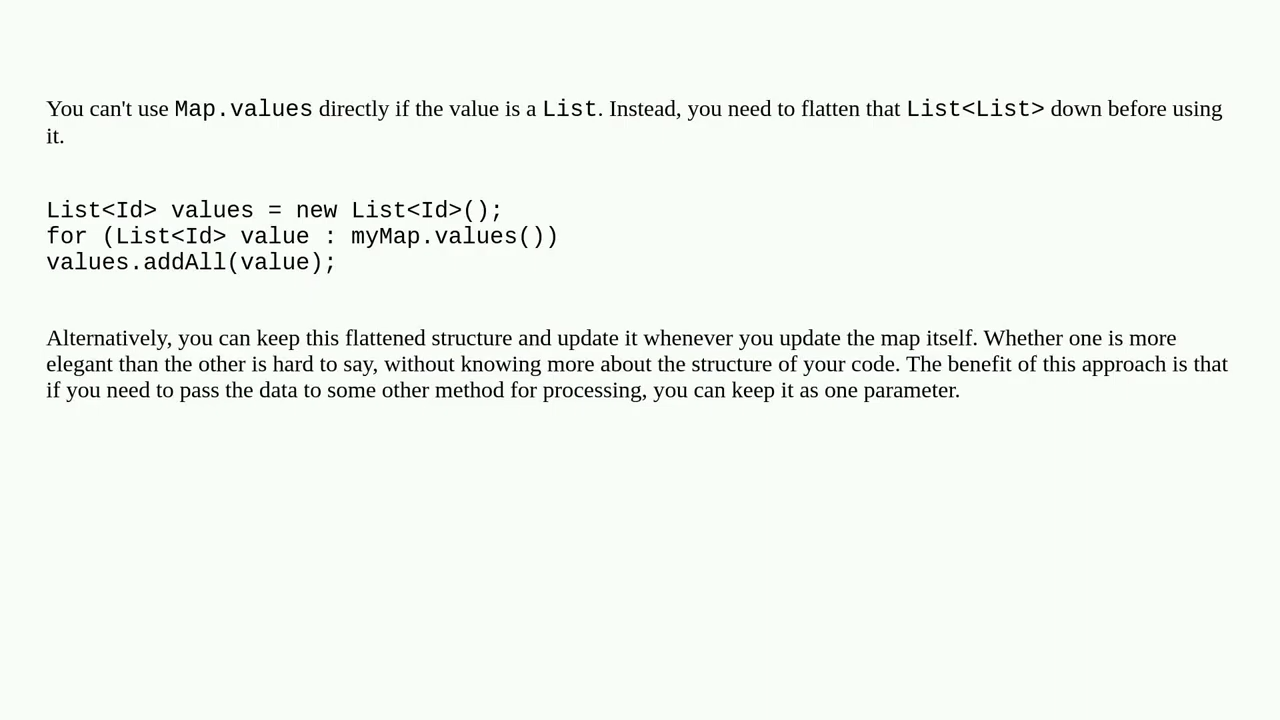 You can't use Map.values directly if the value is a List. Instead, you need to flatten that List<List> down before using
it.
List<Id> values = new List<Id>();
for (List<Id> value : myMap.values())
values.addAll(value);
Alternatively, you can keep this flattened structure and update it whenever you update the map itself. Whether one is more
elegant than the other is hard to say, without knowing more about the structure of your code. The benefit of this approach is that
if you need to pass the data to some other method for processing, you can keep it as one parameter.